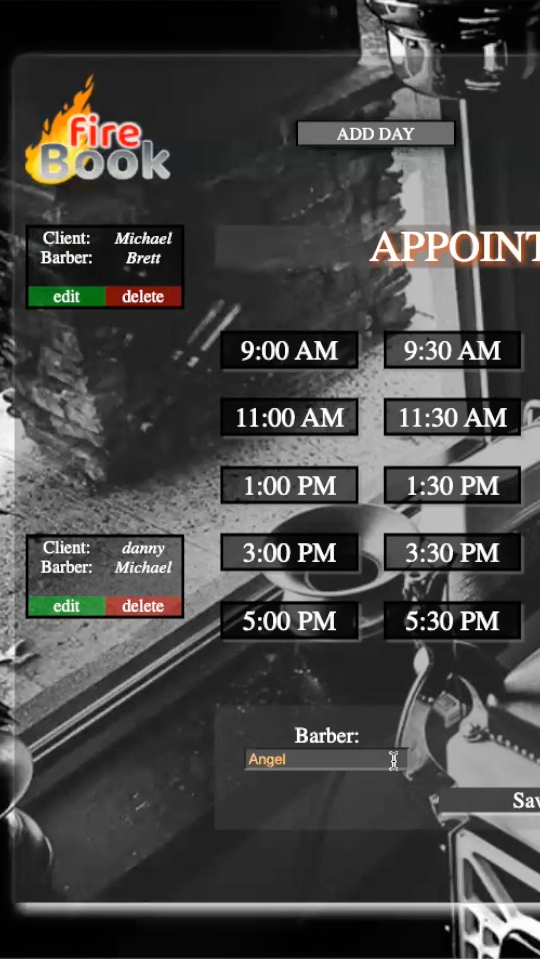 fire
Book
ADD DAY
Client: Michael
Barber: Brett
edit delete
APPOINT
9:00 AM 9:30 AM
11:00 AM 11:30 AM
1:00 PM 1:30 PM
Client: danny
Barber: Michael
edit delete
3:00 PM 3:30 PM
5:00 PM 5:30 PM
Barber:
Angel
Sav